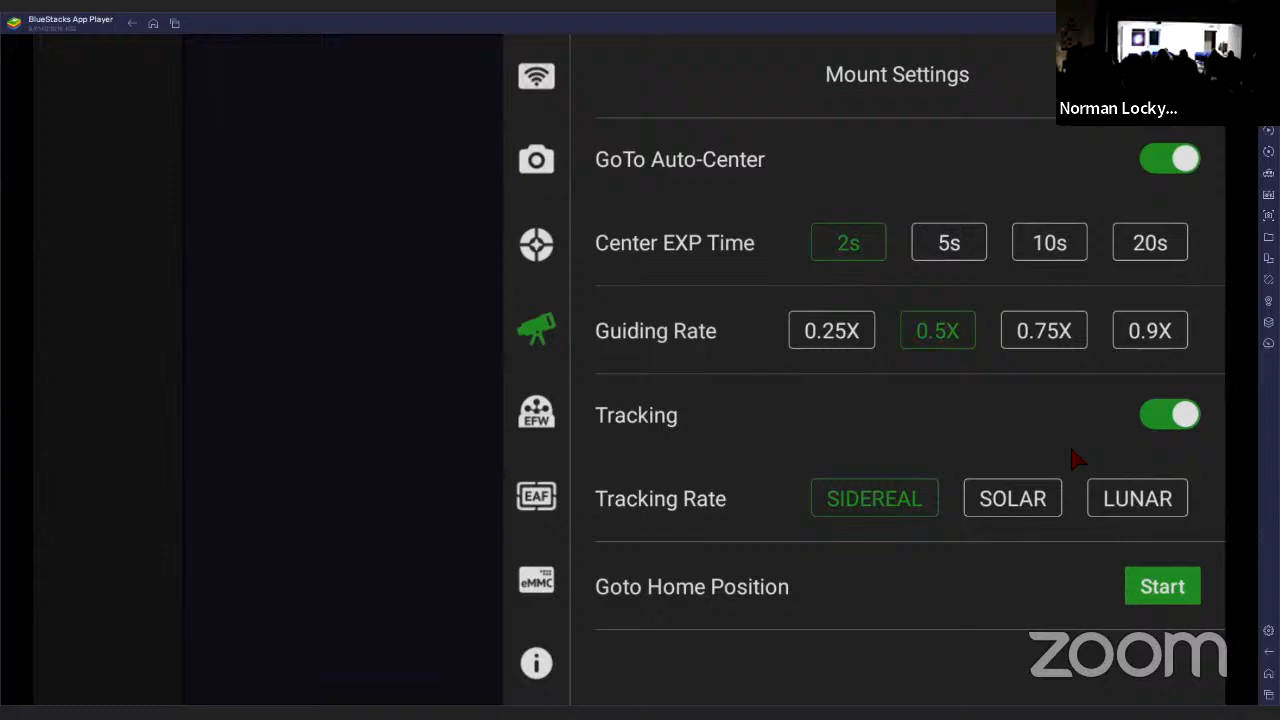 BlueStacks App Player
Mount Settings
Norman Locky...
GoTo Auto-Center
Center EXP Time 2s 5s 10s 20s
Guiding Rate 0.25X 0.5X 0.75X 0.9X
Tracking
EFW
EAF
Tracking Rate SIDEREAL SOLAR LUNAR
eMMC
Goto Home Position Start
zoom